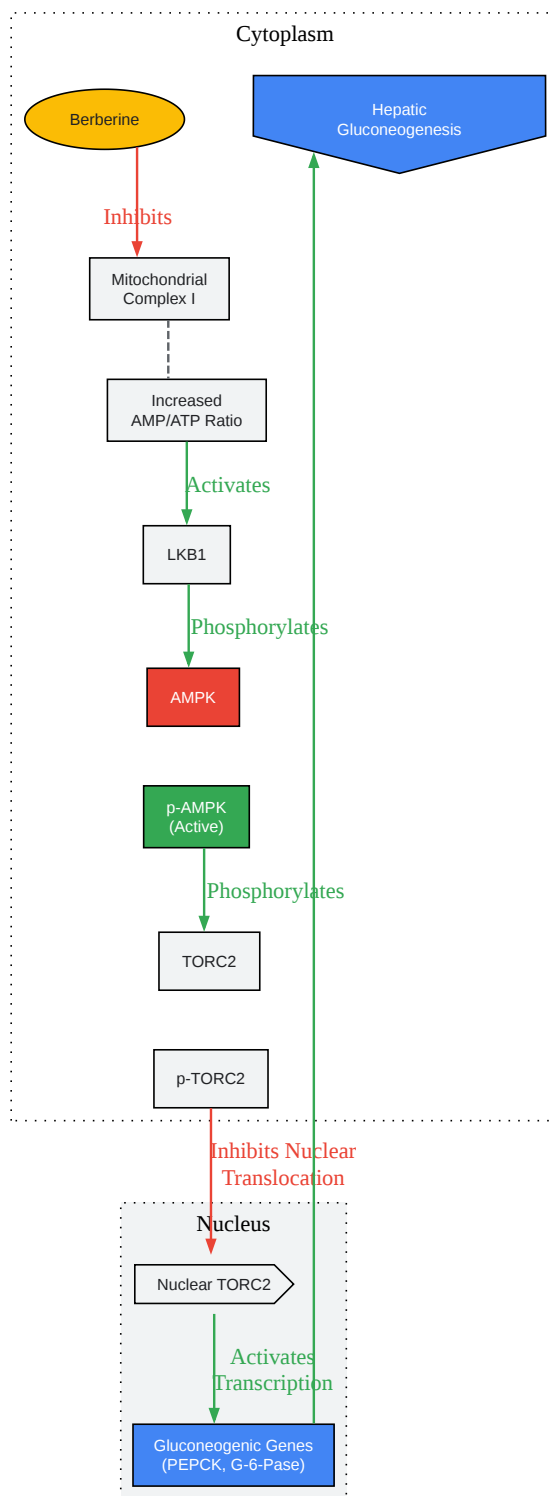 Cytoplasm
Berberine
Hepatic
Gluconeogenesis
Inhibits
Mitochondrial
Complex I
Increased
AMP/ATP Ratio
Activates
LKB1
Phosphorylates
AMPK
p-AMPK
(Active)
Phosphorylates
TORC2
p-TORC2
Inhibits Nuclear
Translocation
Nucleus
Nuclear TORC2
Activates
Transcription
Gluconeogenic Genes
(PEPCK, G-6-Pase)